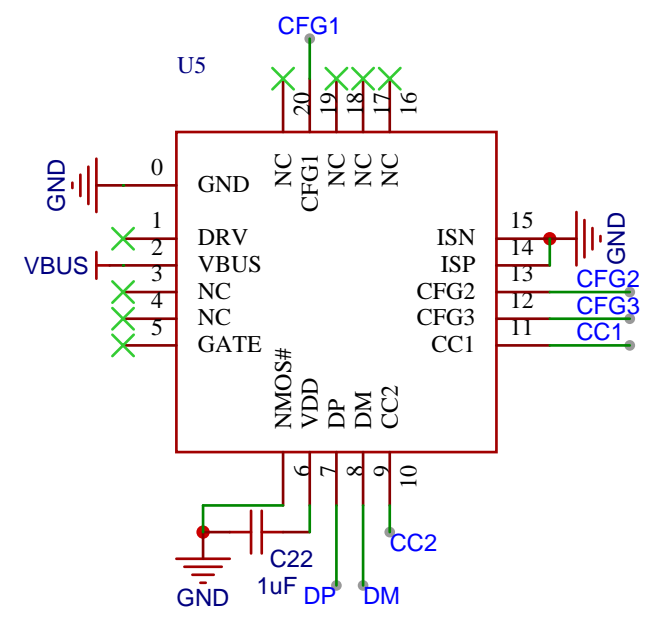 CFG1
U5
20
19
18
17
16
NC
CFG1
NC
NC
NC
GND
0
GND
1
DRV
VBUS
2
VBUS
3
NC
4
NC
5
GATE
15
ISN
GND
14
ISP
13
CFG2
CFG2
12
CFG3
CFG3
11
CC1
CC1
NMOS#
VDD
DP
DM
CC2
6
7
8
9
10
CC2
C22
1uF
GND
DP
DM